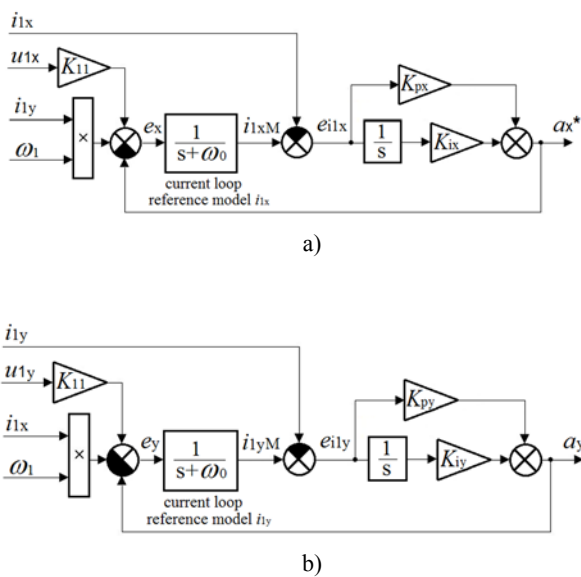 i1x
u1x K11
Kpx
i1y
× ex 1 i1xM ei1x 1 Kix ax*
ω1 s+ω0 s
current loop
reference model i1x
a)
i1y
u1y K11
Kpy
i1x
× ey 1 i1yM ei1y 1 Kiy ay
ω1 s+ω0 s
current loop
reference model i1y
b)